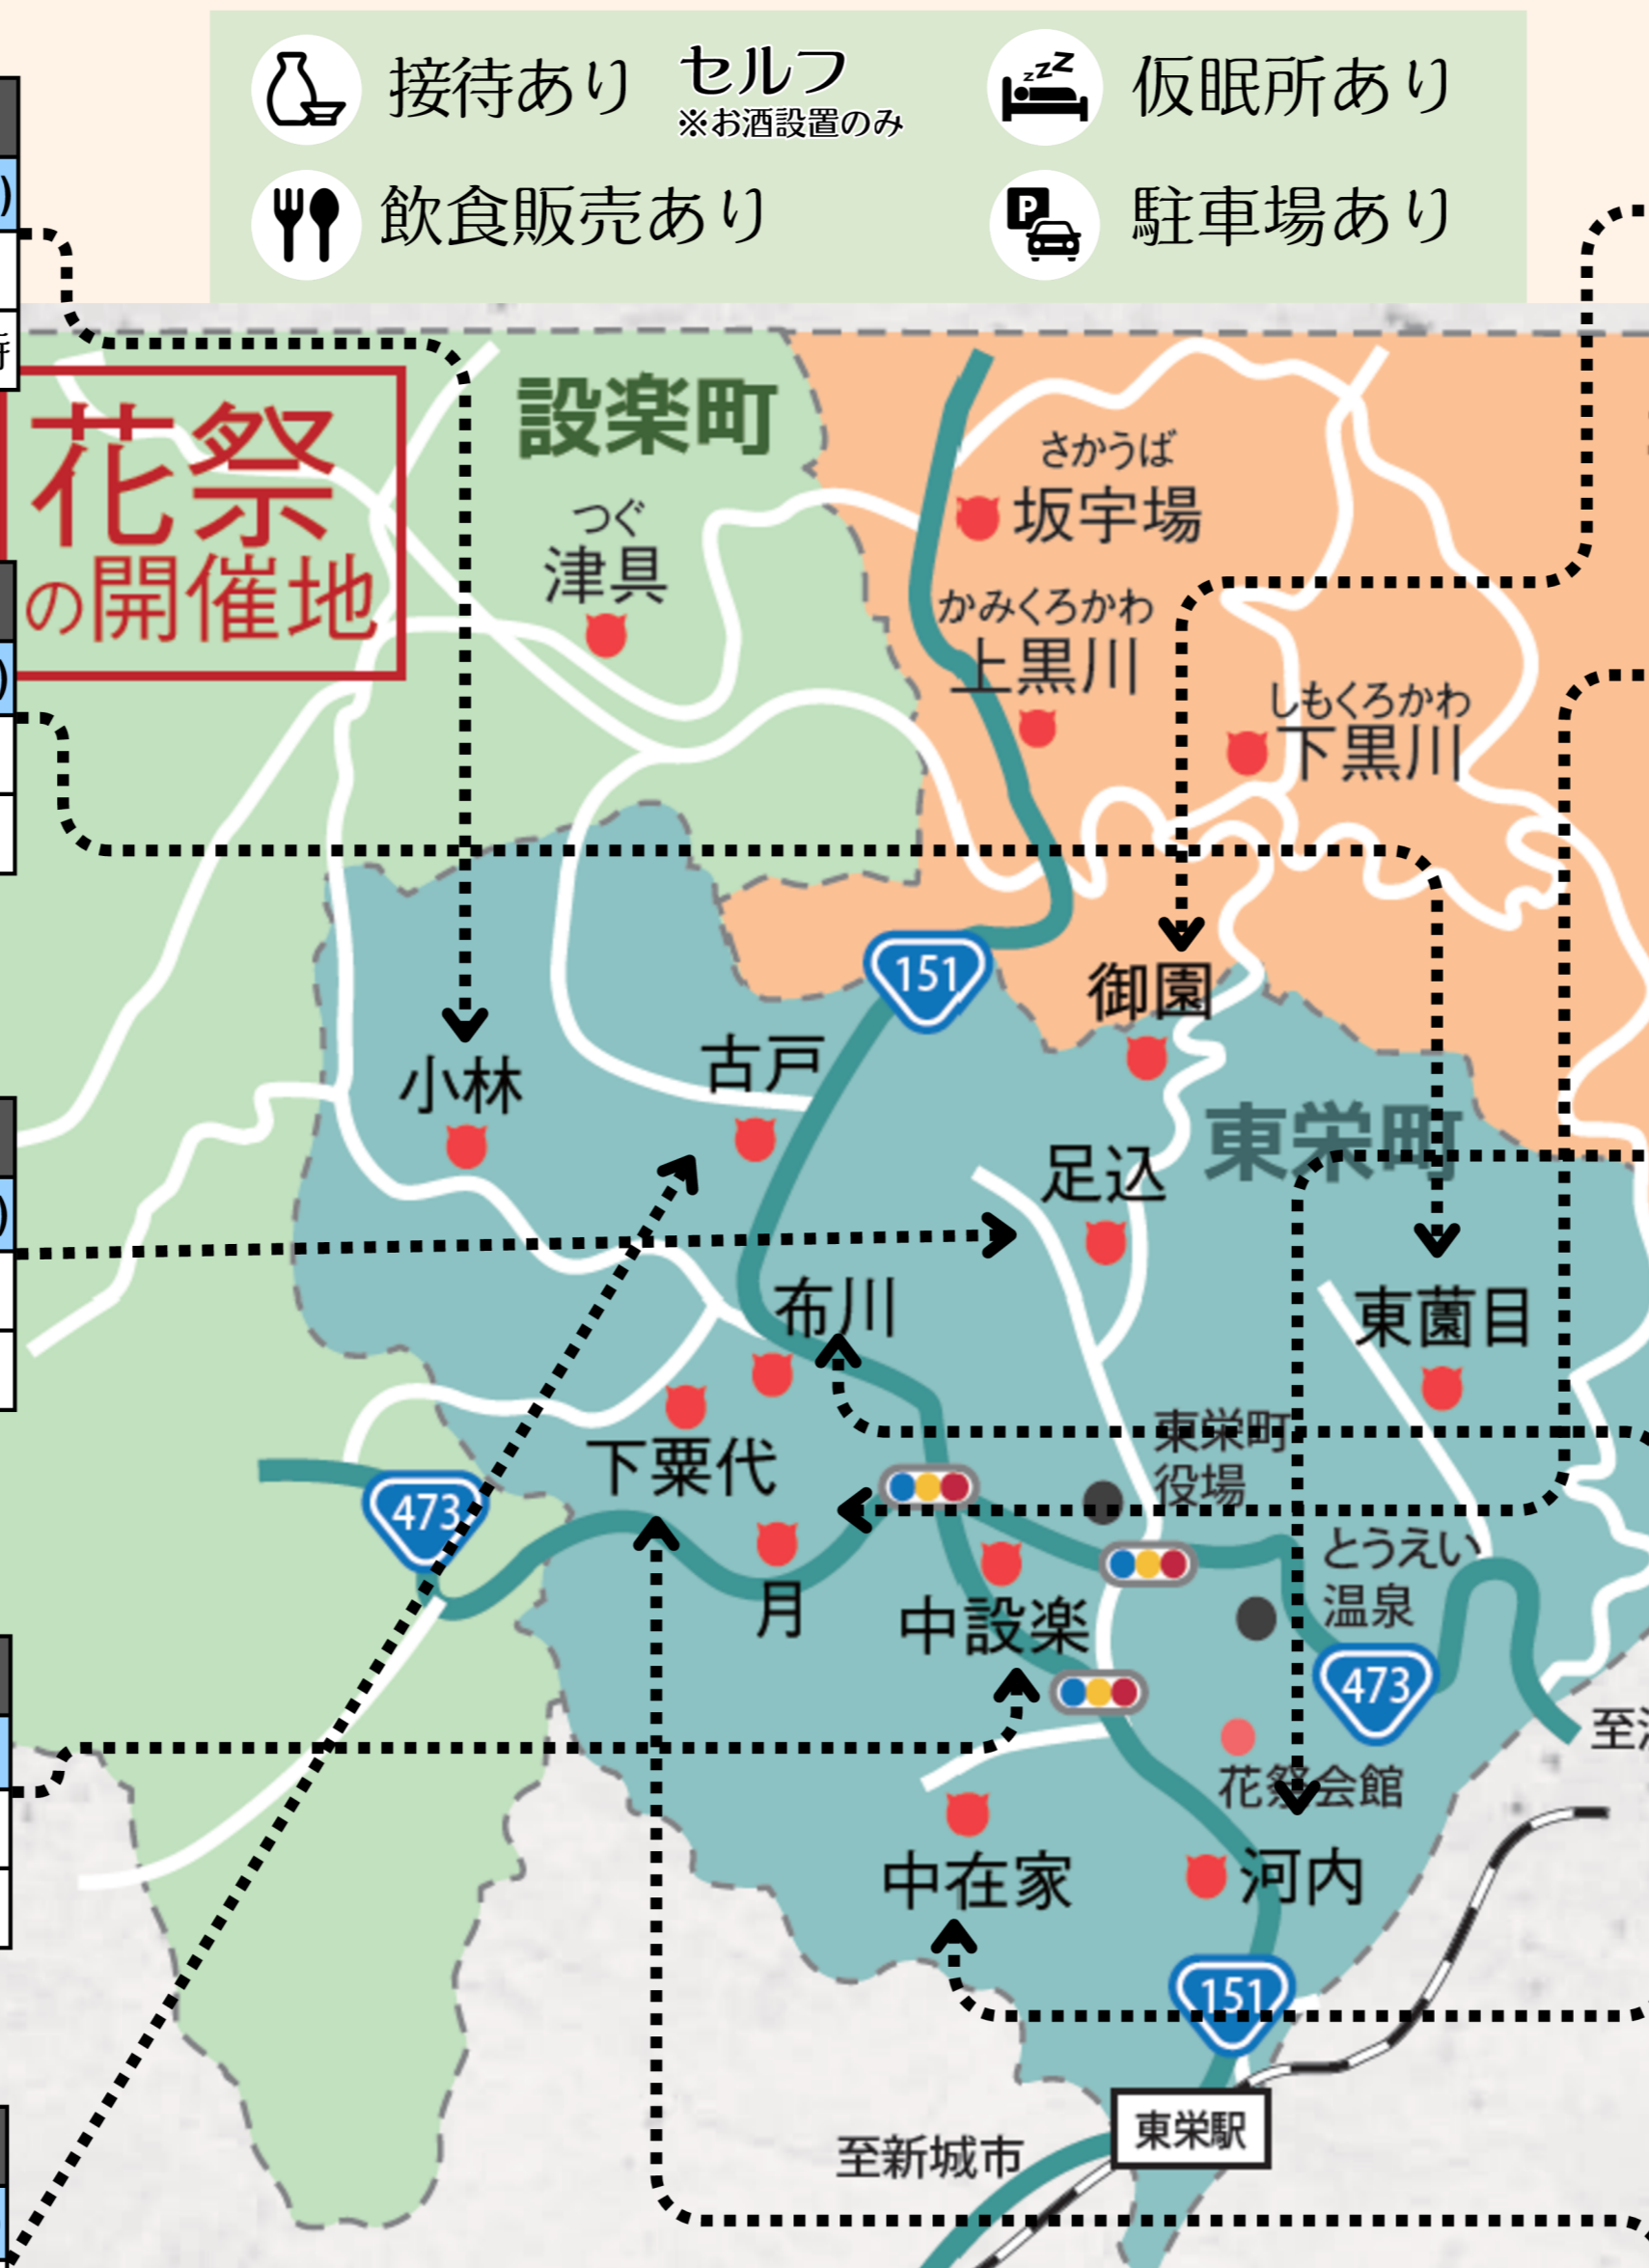 接待あり
セルフ
※お酒設置のみ
仮眠所あり
zzZ
飲食販売あり
P
駐車場あり
)
花祭
の開催地
設楽町
つぐ
津具
さかうば
坂宇場
かみくろかわ
上黒川
しもくろかわ
下黒川
)
151
御園
小林
古戸
東栄町
足込
)
布川
東薗目
東栄町
役場
下粟代
473
とうえい
温泉
月
中設楽
473
至
花祭会館
中在家
河内
151
東栄駅
至新城市